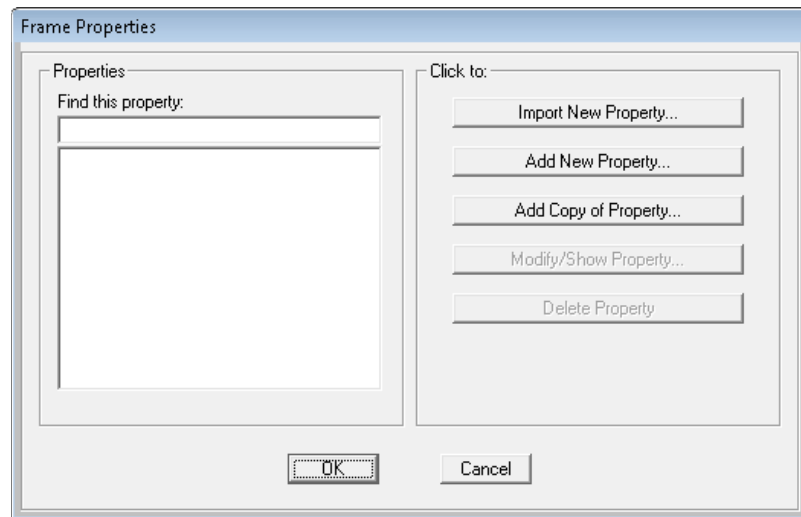 Frame Properties
Properties
Find this property:
Click to:
Import New Property...
Add New Property...
Add Copy of Property...
Modify/Show Property...
Delete Property
OK
Cancel